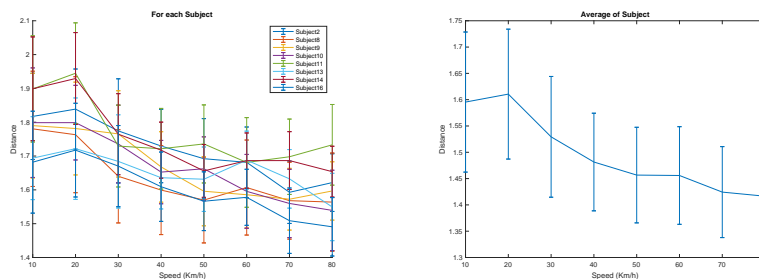 For each Subject
2.1
2
1.9
1.8
1.7
1.6
1.5
1.4
1.3
Distance
10 20 30 40 50 60 70 80
Speed (Km/h)
Subject2
Subject8
Subject9
Subject10
Subject11
Subject13
Subject14
Subject16
Average of Subject
1.75
1.7
1.65
1.6
1.55
1.5
1.45
1.4
1.35
1.3
Distance
10 20 30 40 50 60 70 80
Speed (Km/h)